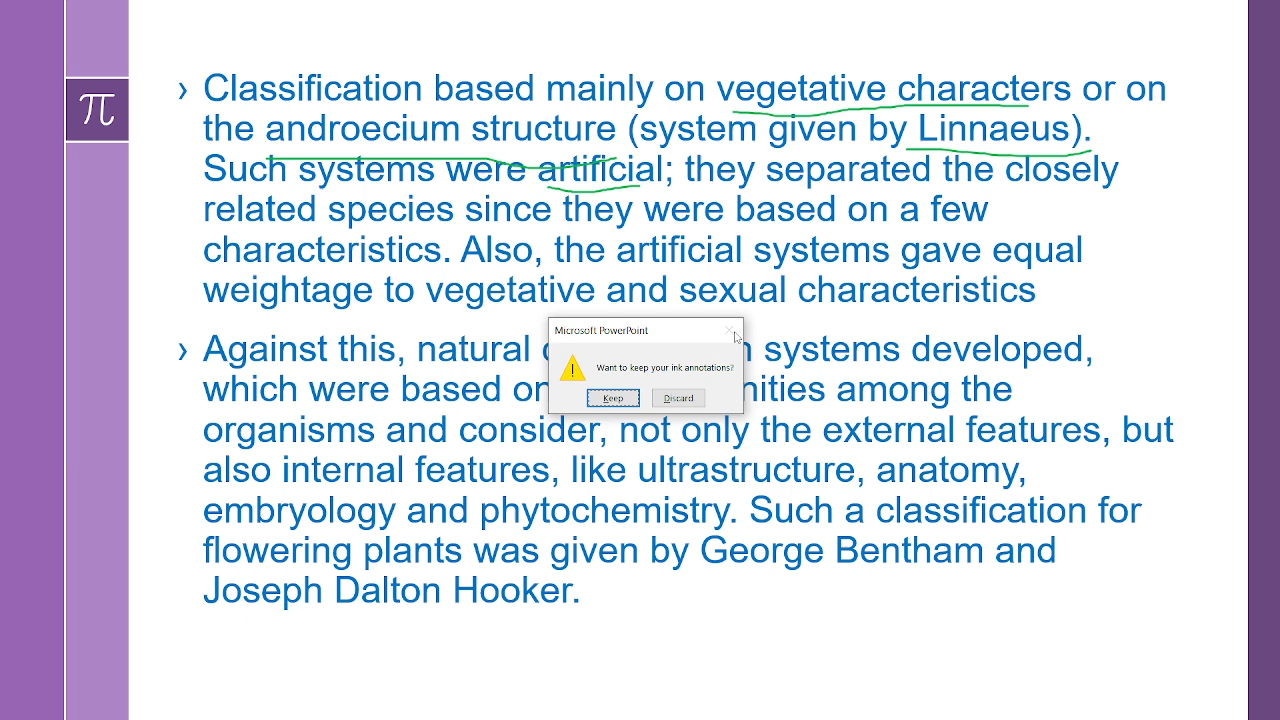 π
› Classification based mainly on vegetative characters or on
the androecium structure (system given by Linnaeus).
Such systems were artificial; they separated the closely
related species since they were based on a few
characteristics. Also, the artificial systems gave equal
weightage to vegetative and sexual characteristics
› Against this, natural systems developed,
which were based on among the
organisms and consider, not only the external features, but
also internal features, like ultrastructure, anatomy,
embryology and phytochemistry. Such a classification for
flowering plants was given by George Bentham and
Joseph Dalton Hooker.
Microsoft PowerPoint
Want to keep your ink annotations?
Keep Discard